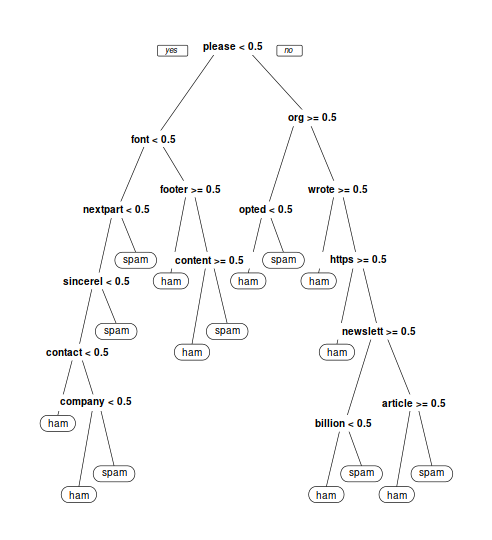 yes please < 0.5 no
org >= 0.5
font < 0.5
footer >= 0.5 wrote >= 0.5
nextpart < 0.5 opted < 0.5
spam content >= 0.5 spam https >= 0.5
sincerel < 0.5 ham ham ham
spam spam newslett >= 0.5
contact < 0.5 ham ham
company < 0.5 article >= 0.5
ham billion < 0.5
spam spam spam
ham ham ham